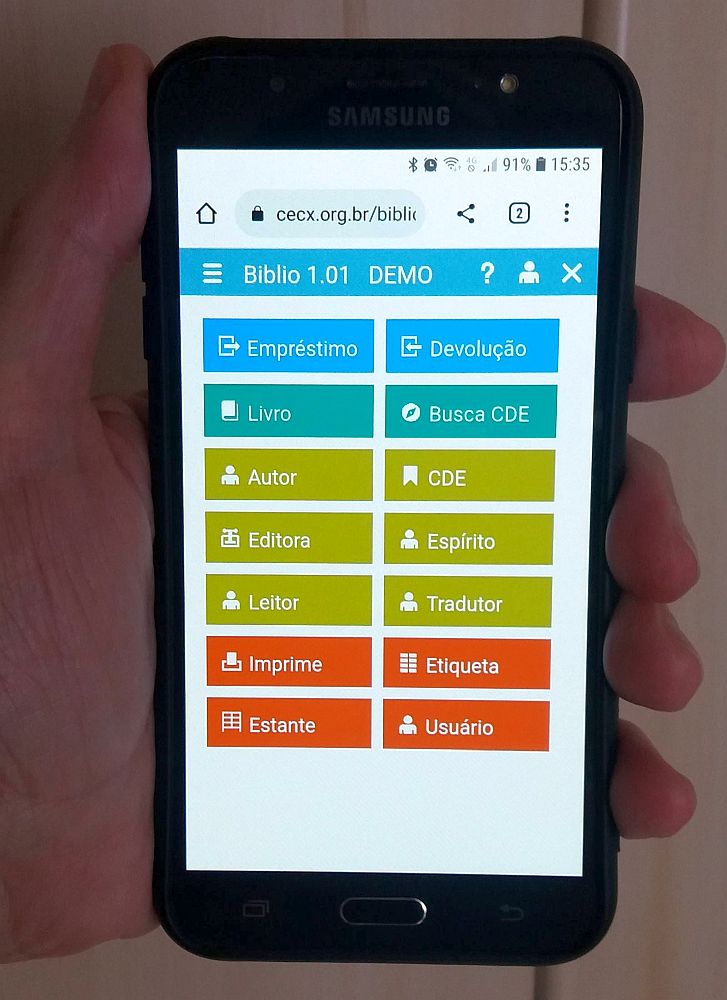 SAMSUNG
4G 91% 15:35
cecx.org.br/biblio
2
Biblio 1.01 DEMO ?
Empréstimo Devolução
Livro Busca CDE
Autor CDE
Editora Espírito
Leitor Tradutor
Imprime Etiqueta
Estante Usuário